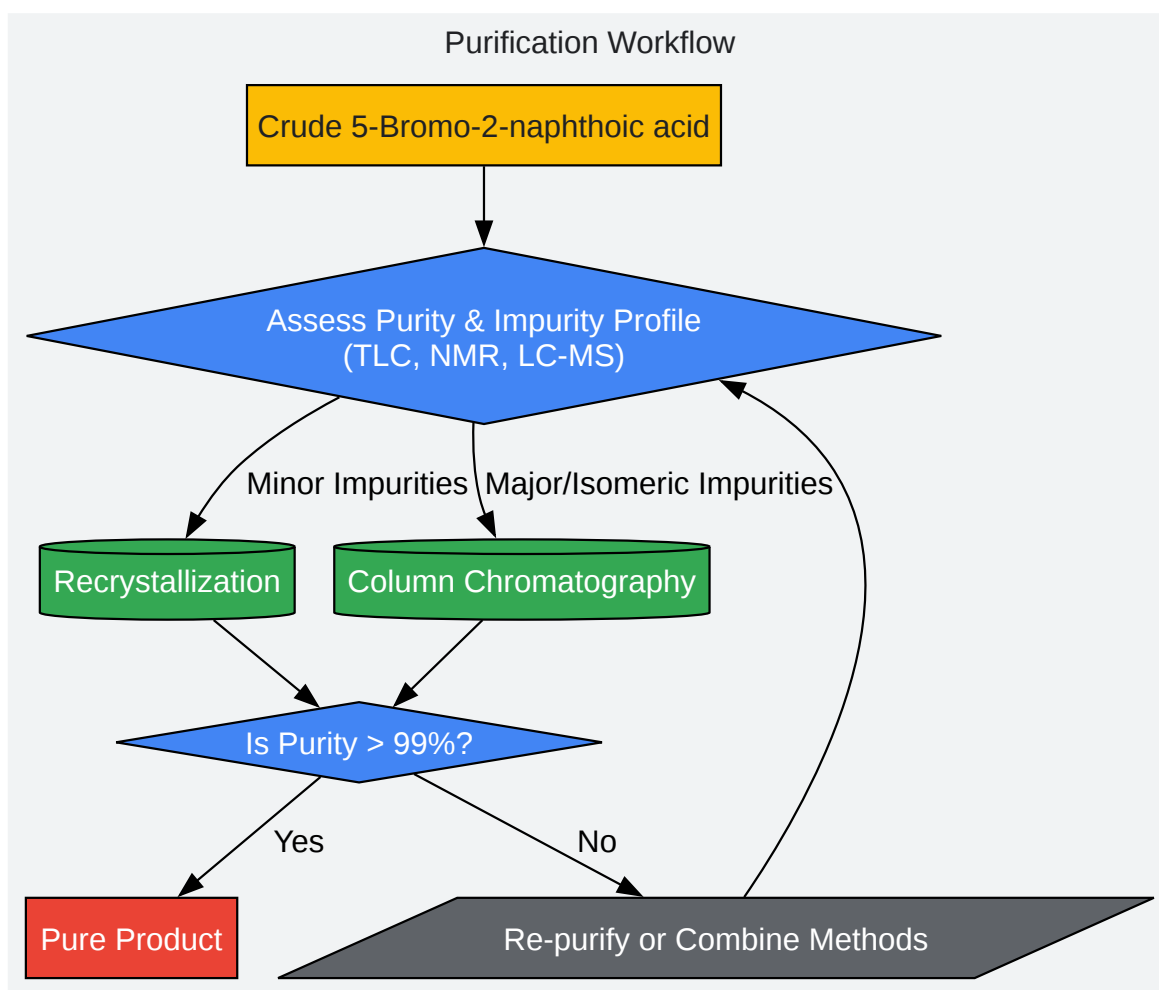 Purification Workflow
Crude 5-Bromo-2-naphthoic acid
Assess Purity & Impurity Profile
(TLC, NMR, LC-MS)
Minor Impurities
Major/Isomeric Impurities
Recrystallization
Column Chromatography
Is Purity > 99%?
Yes
No
Pure Product
Re-purify or Combine Methods